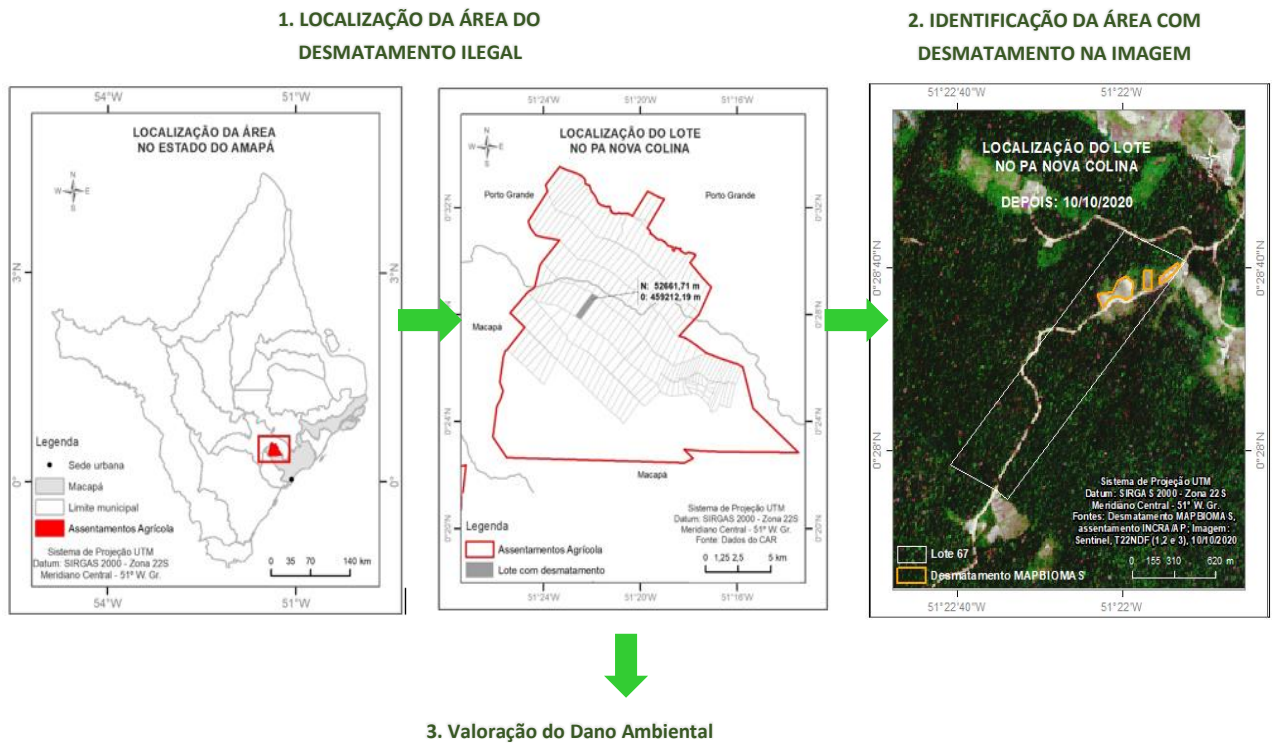 1. LOCALIZAÇÃO DA ÁREA DO
DESMATAMENTO ILEGAL
2. IDENTIFICAÇÃO DA ÁREA COM
DESMATAMENTO NA IMAGEM
54°W
51°W
LOCALIZAÇÃO DA ÁREA
NO ESTADO DO AMAPÁ
N
W
E
S
3°N
3°N
0°
0°
Legenda
Sede urbana
Macapá
Limite municipal
Assentamentos Agrícola
Sistema de Projeção UTM
Datum: SIRGAS 2000 - Zona 22S
Meridiano Central - 51° W. Gr.
0 35 70 140 km
54°W
51°W
51°24'W
51°20'W
51°16'W
LOCALIZAÇÃO DO LOTE
NO PA NOVA COLINA
N
W
E
S
Porto Grande
Porto Grande
0°32'N
0°32'N
N: 52661,71 m
0: 459212,19 m
0°28'N
0°28'N
Macapá
0°24'N
0°24'N
Macapá
0°20'N
0°20'N
Legenda
Assentamentos Agrícola
Lote com desmatamento
Sistema de Projeção UTM
Datum: SIRGAS 2000 - Zona 22S
Meridiano Central - 51° W. Gr.
Fonte: Dados do CAR
0 1,25 2,5 5 km
51°24'W
51°20'W
51°16'W
51°22'40"W
51°22'W
LOCALIZAÇÃO DO LOTE
NO PA NOVA COLINA
DEPOIS: 10/10/2020
0°28'40"N
0°28'40"N
0°28'N
0°28'N
Sistema de Projeção UTM
Datum: SIRGAS 2000 - Zona 22S
Meridiano Central - 51° W. Gr.
Fontes: Desmatamento MAPBIOMAS,
assentamento INCRA/AP; Imagem:
Sentinel, T22NDF (1,2 e 3), 10/10/2020
0 155 310 620 m
Lote 67
Desmatamento MAPBIOMAS
51°22'40"W
51°22'W
3. Valoração do Dano Ambiental